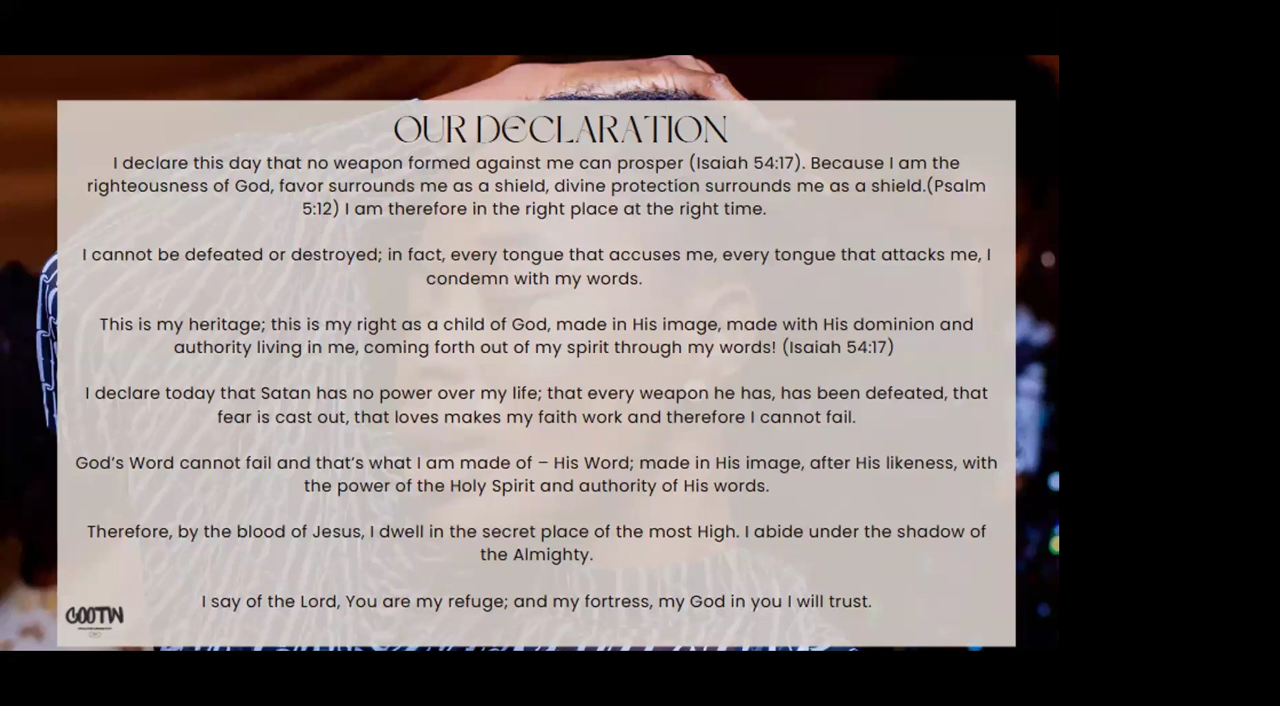 OUR DECLARATION
I declare this day that no weapon formed against me can prosper (Isaiah 54:17). Because I am the
righteousness of God, favor surrounds me as a shield, divine protection surrounds me as a shield.(Psalm
5:12) I am therefore in the right place at the right time.
I cannot be defeated or destroyed; in fact, every tongue that accuses me, every tongue that attacks me, I
condemn with my words.
This is my heritage; this is my right as a child of God, made in His image, made with His dominion and
authority living in me, coming forth out of my spirit through my words! (Isaiah 54:17)
I declare today that Satan has no power over my life; that every weapon he has, has been defeated, that
fear is cast out, that loves makes my faith work and therefore I cannot fail.
God's Word cannot fail and that's what I am made of – His Word; made in His image, after His likeness, with
the power of the Holy Spirit and authority of His words.
Therefore, by the blood of Jesus, I dwell in the secret place of the most High. I abide under the shadow of
the Almighty.
I say of the Lord, You are my refuge; and my fortress, my God in you I will trust.
GOOTW